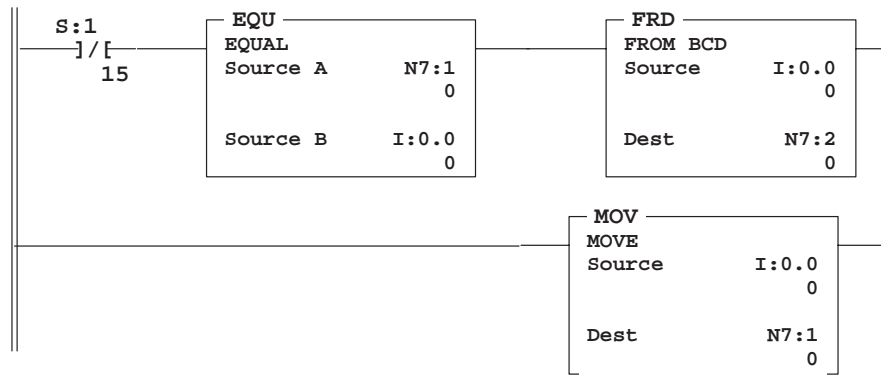 S:1
]/[
15
EQU
EQUAL
Source A N7:1
0
Source B I:0.0
0
FRD
FROM BCD
Source I:0.0
0
Dest N7:2
0
MOV
MOVE
Source I:0.0
0
Dest N7:1
0